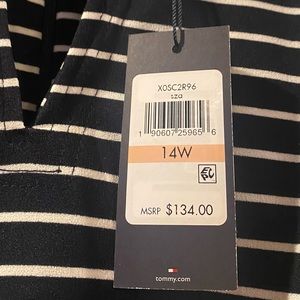 X0SC2R96
1 90607 25965 6
sza
14W
MSRP $134.00
tommy.com